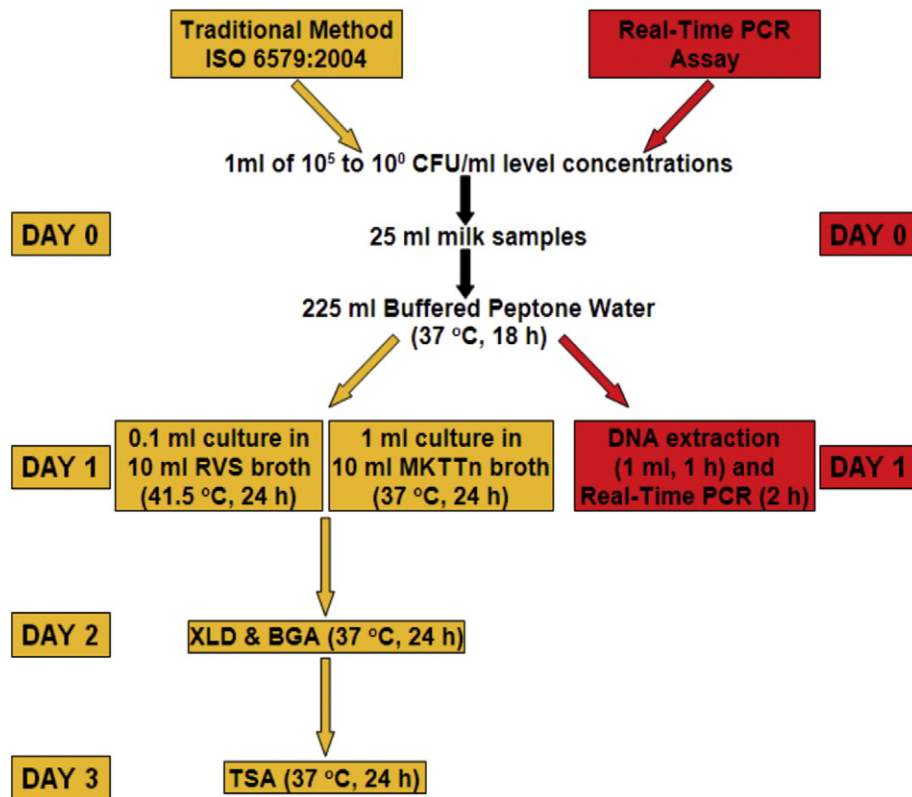 Traditional Method
ISO 6579:2004
Real-Time PCR
Assay
1ml of 10⁵ to 10⁰ CFU/ml level concentrations
DAY 0
25 ml milk samples
DAY 0
225 ml Buffered Peptone Water
(37 °C, 18 h)
DAY 1
0.1 ml culture in
10 ml RVS broth
(41.5 °C, 24 h)
1 ml culture in
10 ml MKTTn broth
(37 °C, 24 h)
DNA extraction
(1 ml, 1 h) and
Real-Time PCR (2 h)
DAY 1
DAY 2
XLD & BGA (37 °C, 24 h)
DAY 3
TSA (37 °C, 24 h)